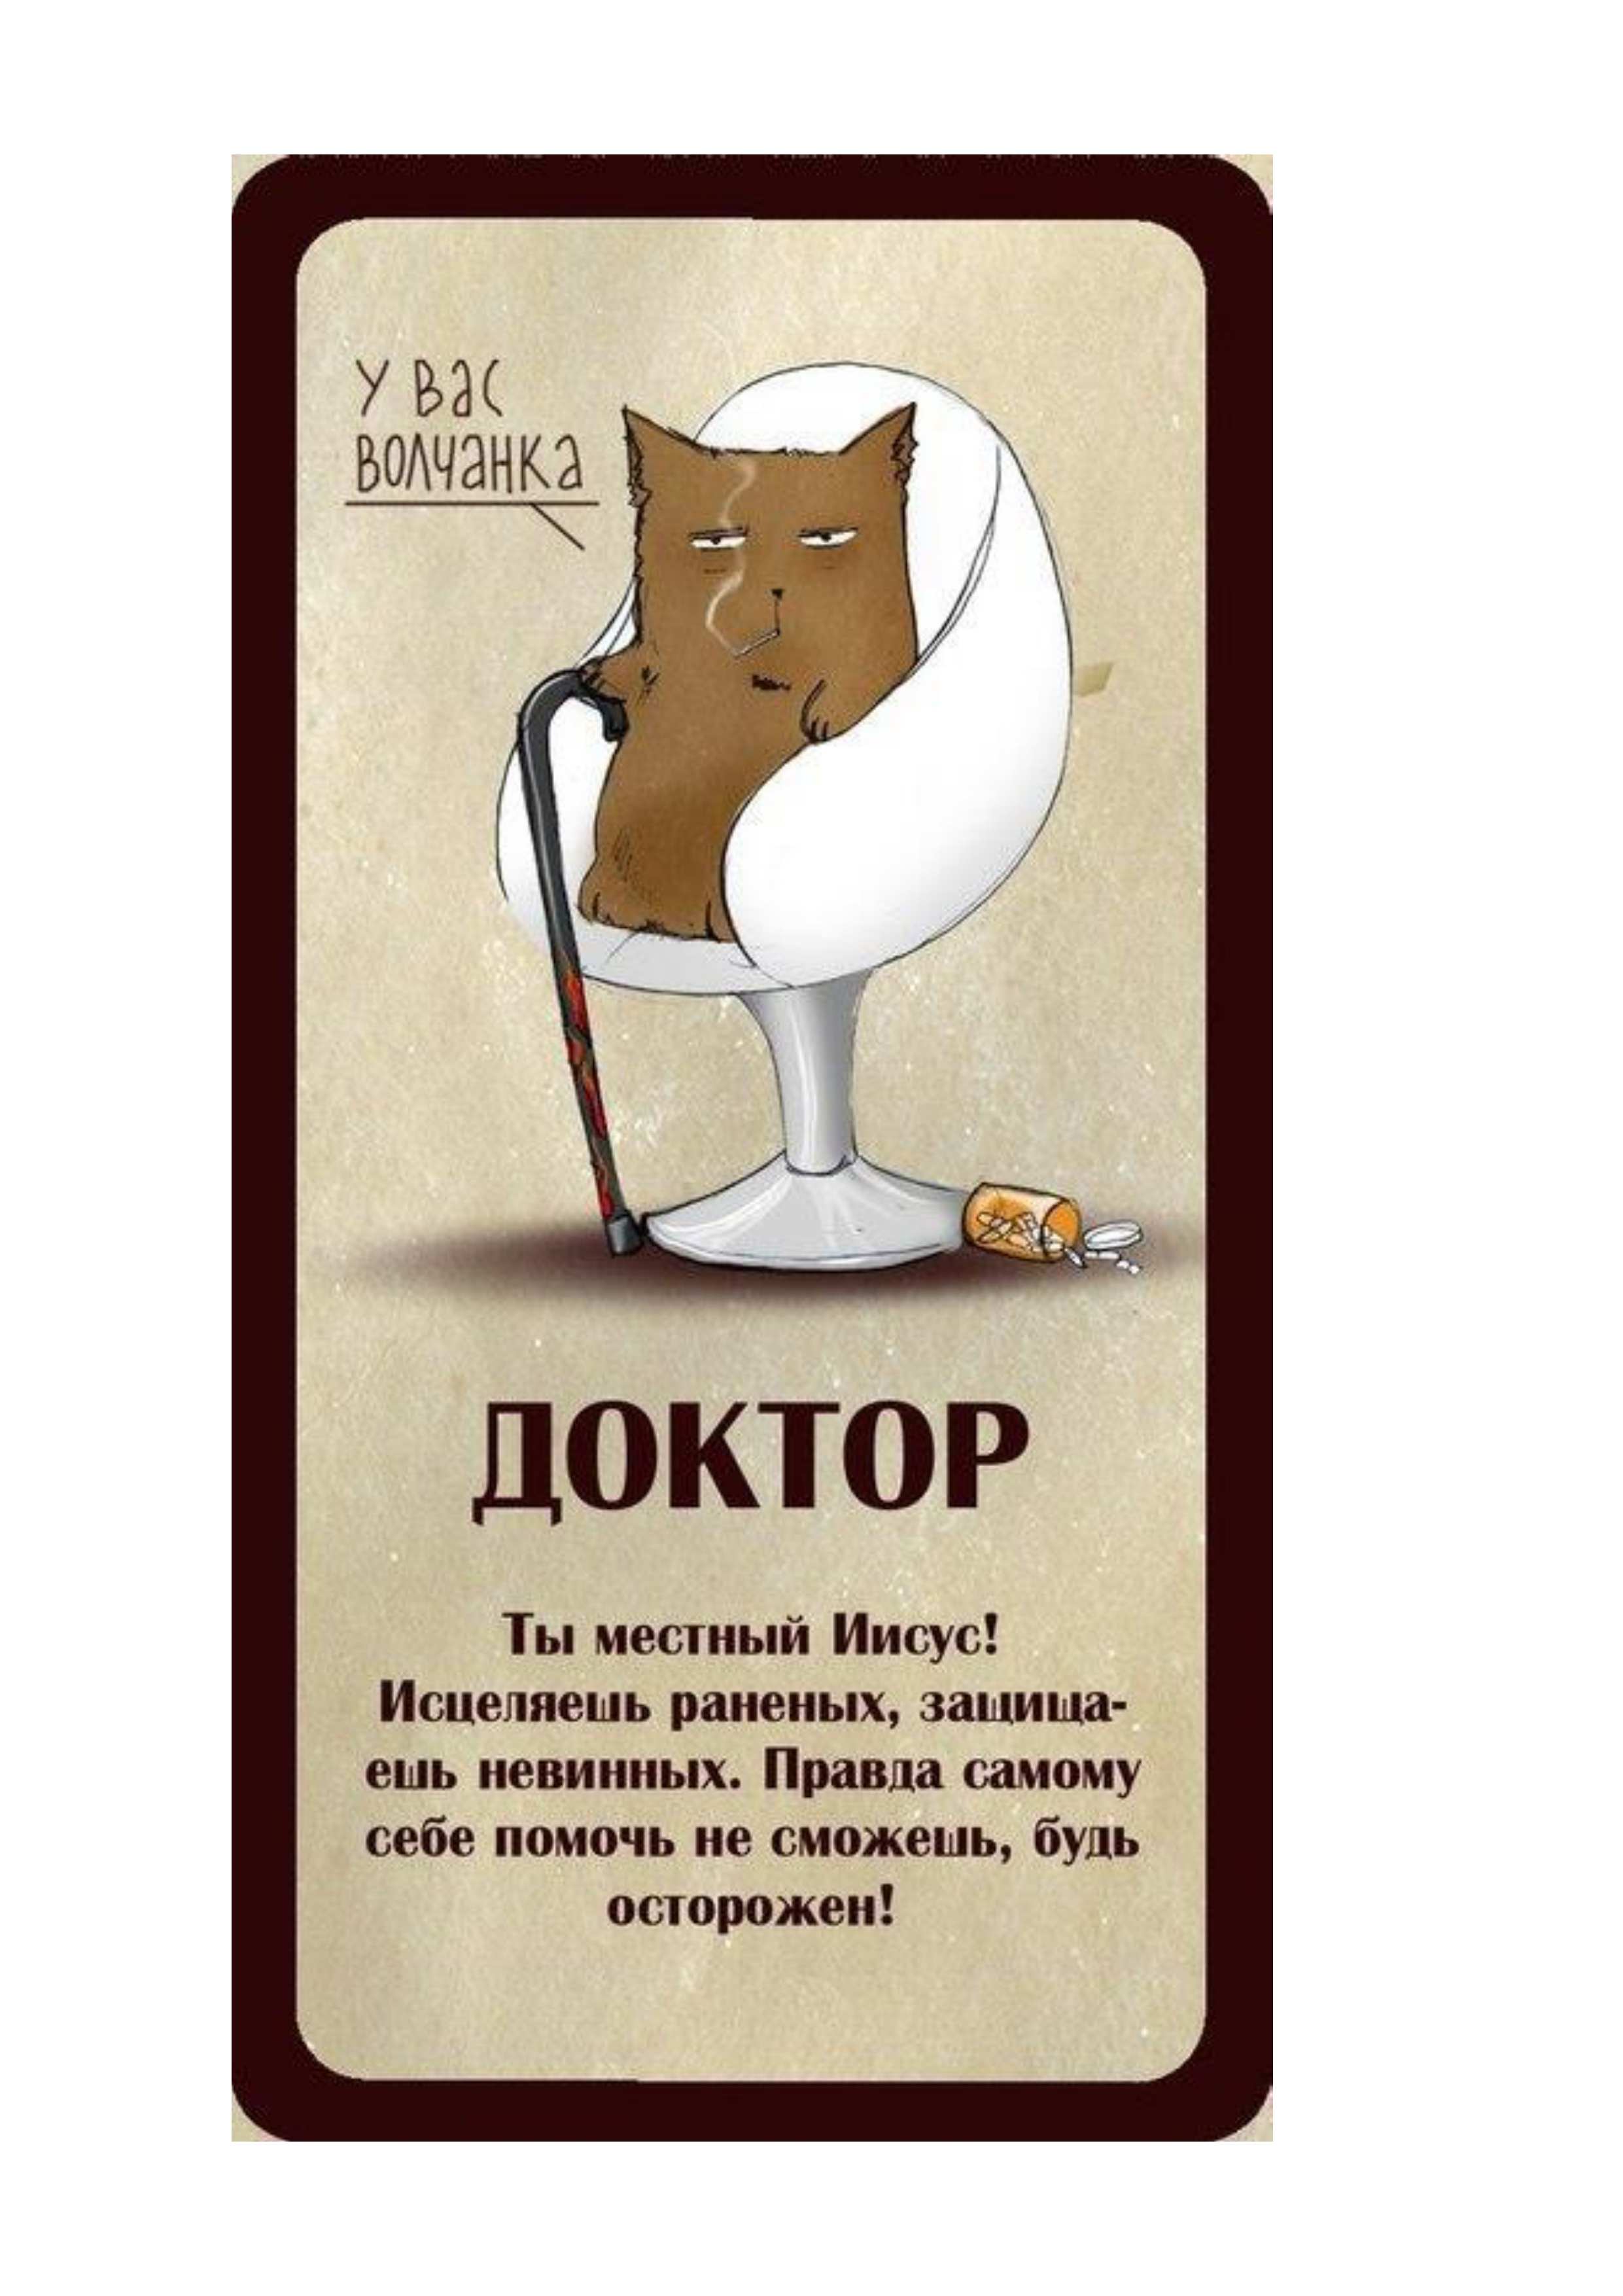 У Вас
волчанка
ДОКТОР
Ты местный Иисус!
Исцеляешь раненых, защища-
ешь невинных. Правда самому
себе помочь не сможешь, будь
осторожен!